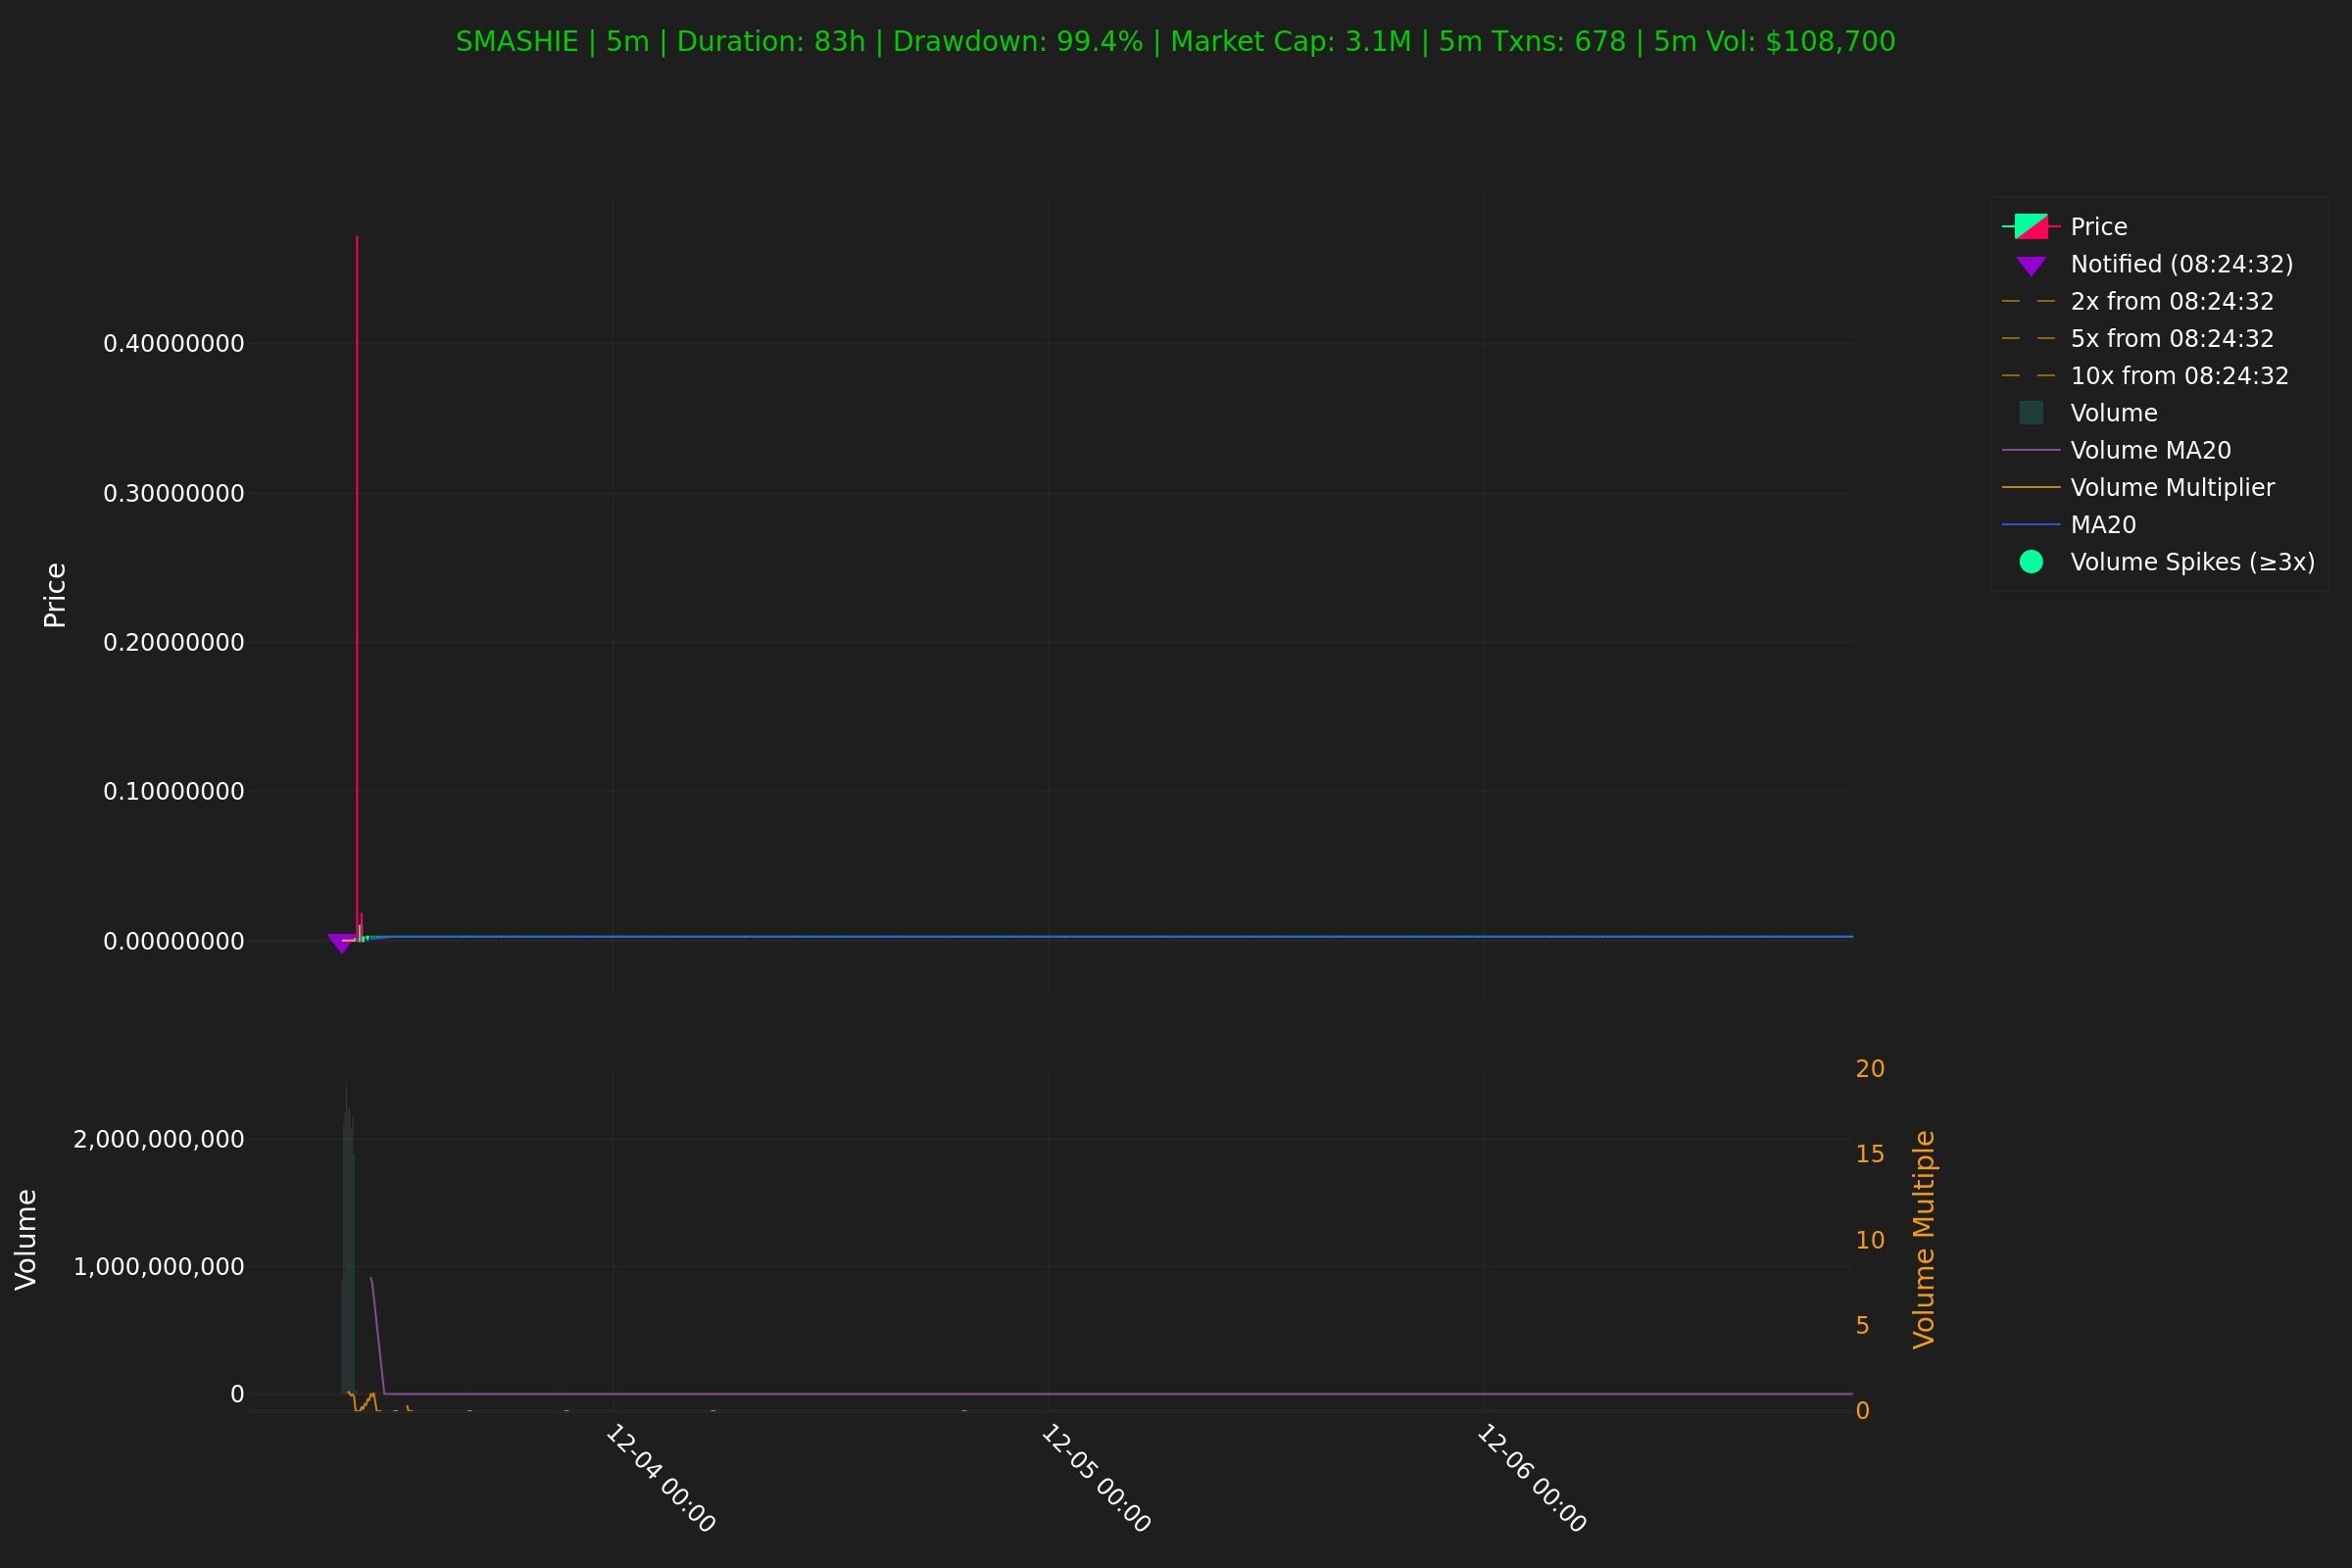 SMASHIE | 5m | Duration: 83h | Drawdown: 99.4% | Market Cap: 3.1M | 5m Txns: 678 | 5m Vol: $108,700
Price
0.40000000
0.30000000
0.20000000
0.10000000
0.00000000
Price
Notified (08:24:32)
2x from 08:24:32
5x from 08:24:32
10x from 08:24:32
Volume
Volume MA20
Volume Multiplier
MA20
Volume Spikes (≥3x)
Volume
2,000,000,000
1,000,000,000
0
20
15
10
5
0
Volume Multiple
12-04 00:00
12-05 00:00
12-06 00:00